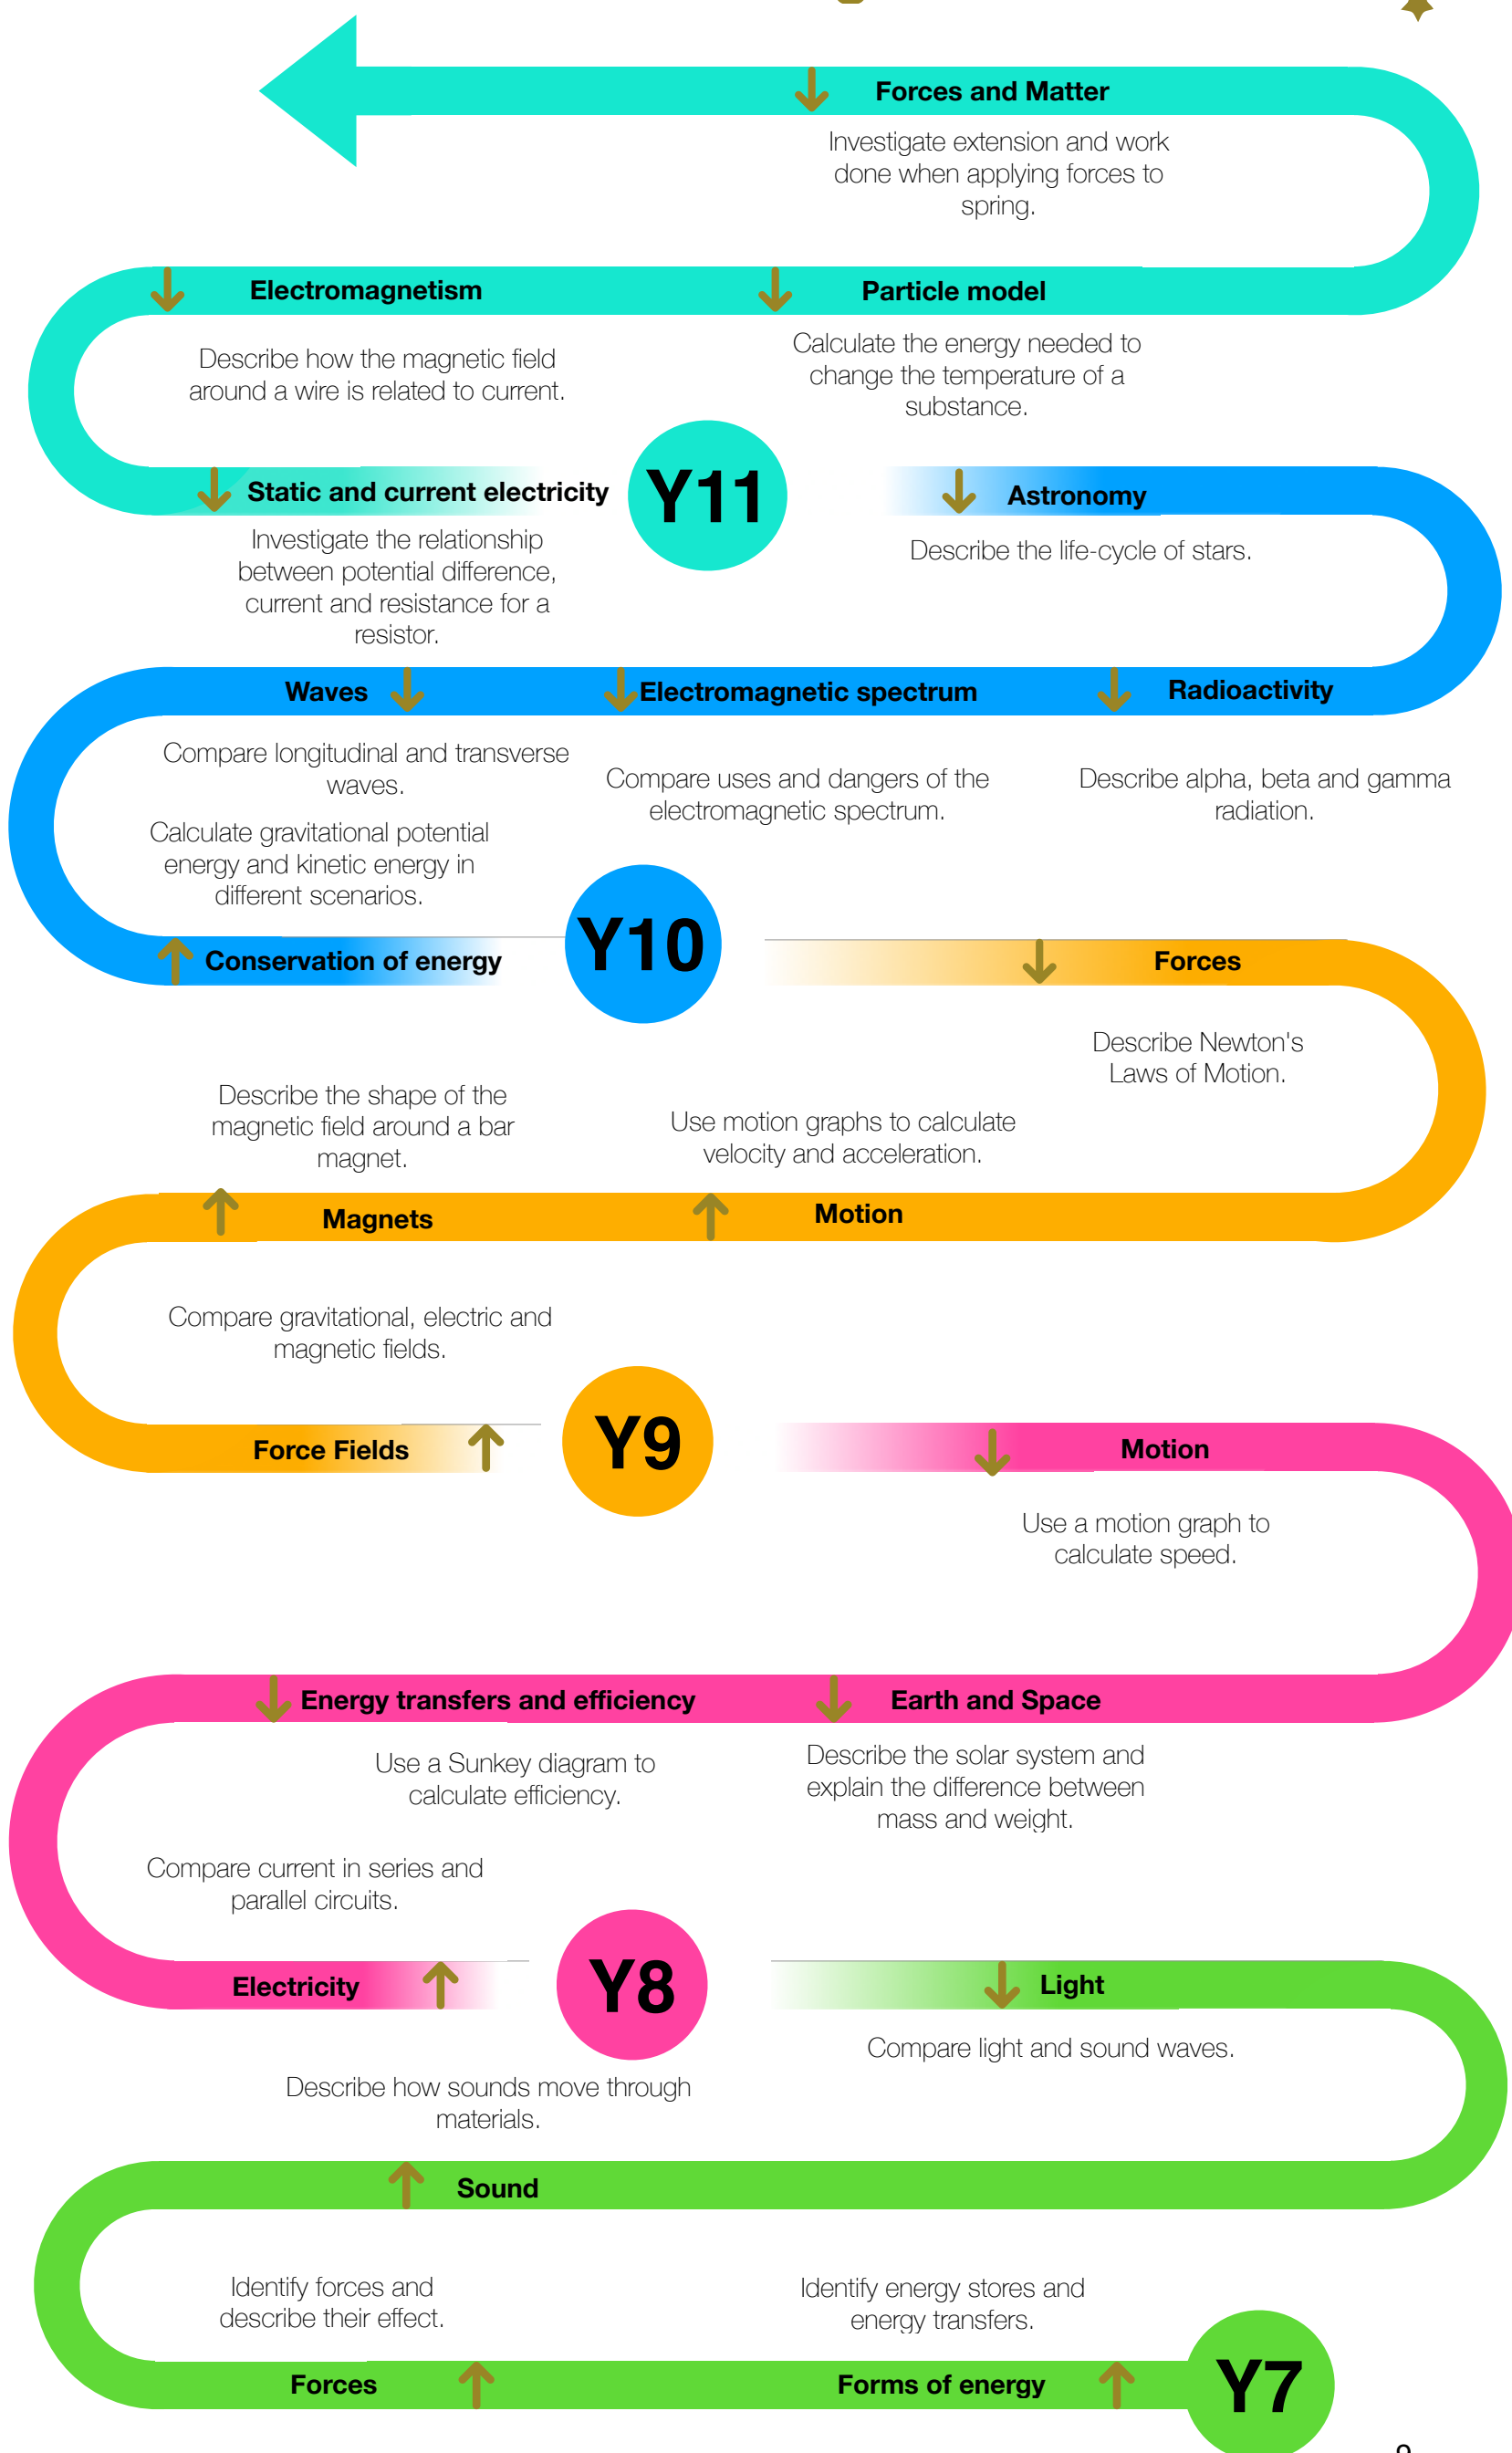 Forces and Matter
Investigate extension and work
done when applying forces to
spring.
Electromagnetism
Particle model
Describe how the magnetic field
around a wire is related to current.
Calculate the energy needed to
change the temperature of a
substance.
Static and current electricity
Y11
Astronomy
Investigate the relationship
between potential difference,
current and resistance for a
resistor.
Describe the life-cycle of stars.
Waves
Electromagnetic spectrum
Radioactivity
Compare longitudinal and transverse
waves.
Compare uses and dangers of the
electromagnetic spectrum.
Describe alpha, beta and gamma
radiation.
Calculate gravitational potential
energy and kinetic energy in
different scenarios.
Conservation of energy
Y10
Forces
Describe Newton's
Laws of Motion.
Describe the shape of the
magnetic field around a bar
magnet.
Use motion graphs to calculate
velocity and acceleration.
Magnets
Motion
Compare gravitational, electric and
magnetic fields.
Force Fields
Y9
Motion
Use a motion graph to
calculate speed.
Energy transfers and efficiency
Earth and Space
Use a Sunkey diagram to
calculate efficiency.
Describe the solar system and
explain the difference between
mass and weight.
Compare current in series and
parallel circuits.
Electricity
Y8
Light
Compare light and sound waves.
Describe how sounds move through
materials.
Sound
Identify forces and
describe their effect.
Identify energy stores and
energy transfers.
Forces
Forms of energy
Y7